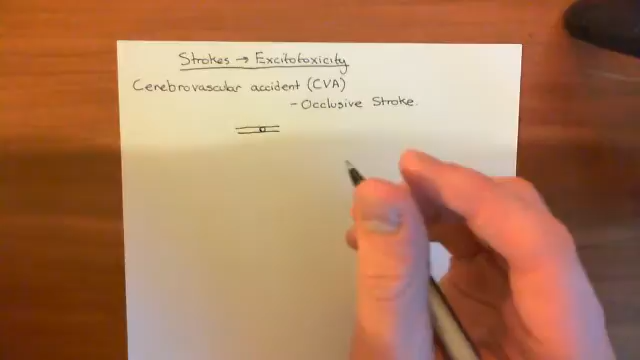 Strokes → Excitotoxicity
Cerebrovascular accident (CVA)
- Occlusive Stroke.